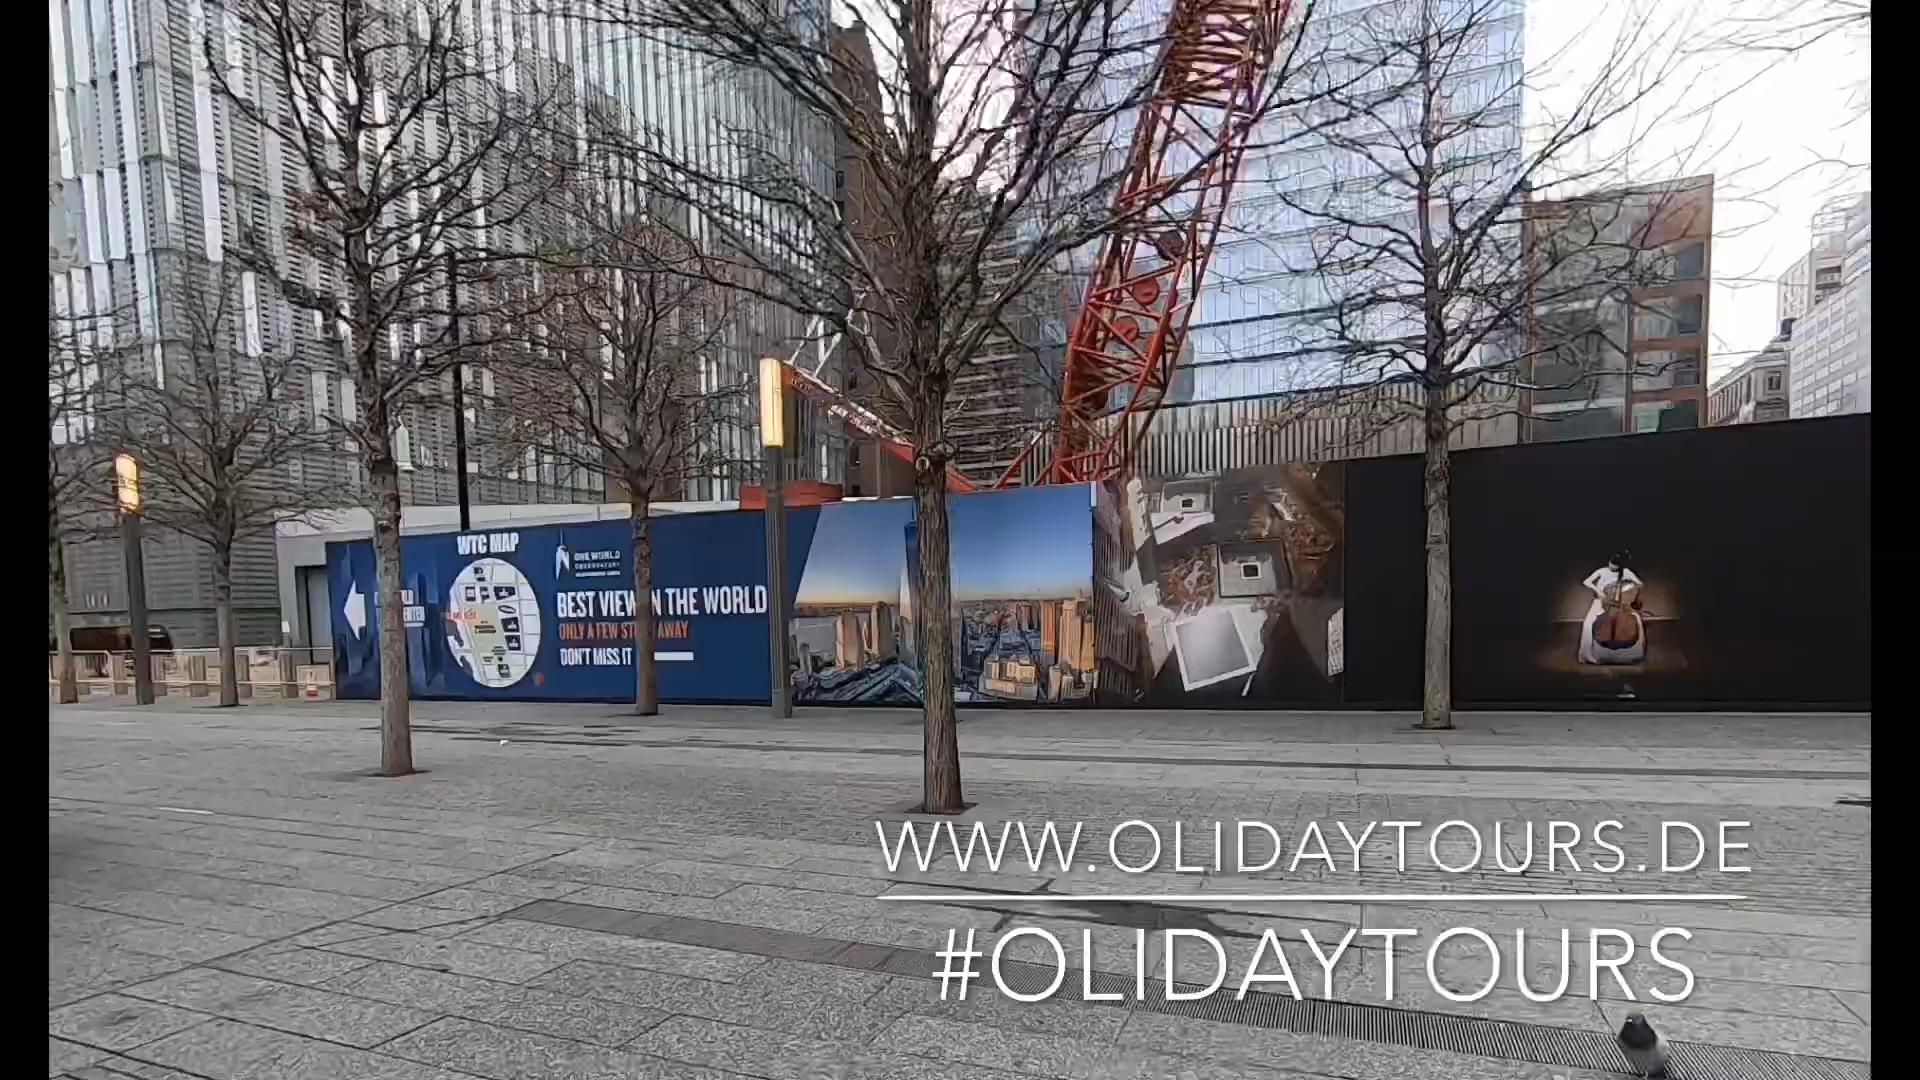 WTC MAP
ONE WORLD
OBSERVATORY
BEST VIEW IN THE WORLD
ONLY A FEW STEPS AWAY
DON'T MISS IT
WWW.OLIDAYTOURS.DE
#OLIDAYTOURS